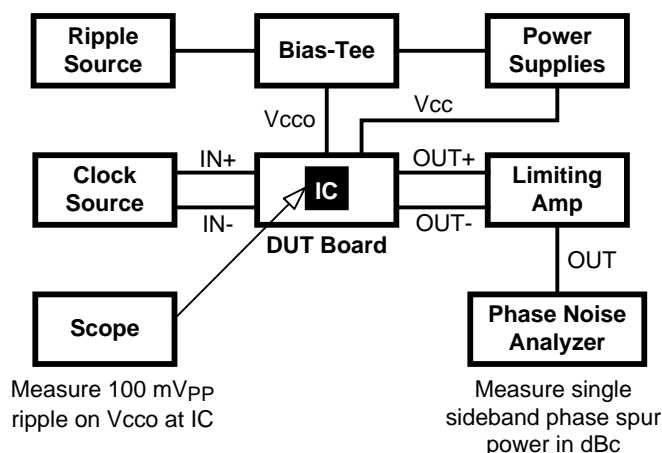 Ripple
Source
Bias-Tee
Power
Supplies
Vcco
Vcc
Clock
Source
IN+
IN-
IC
DUT Board
OUT+
OUT-
Limiting
Amp
OUT
Scope
Measure 100 mVPP
ripple on Vcco at IC
Phase Noise
Analyzer
Measure single
sideband phase spur
power in dBc